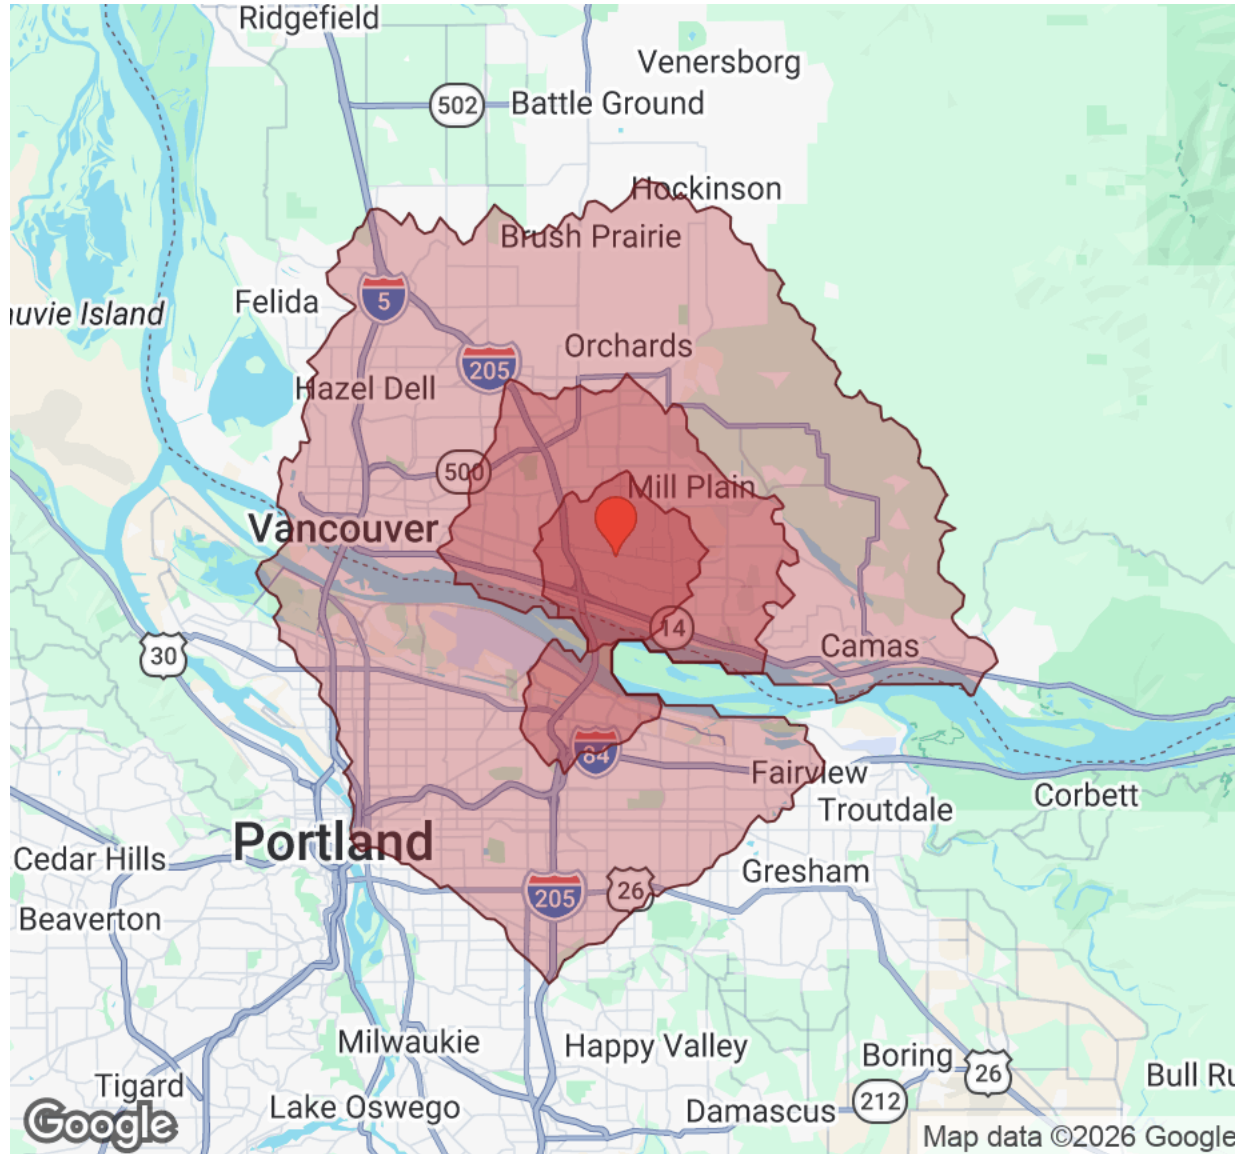 Ridgefield
Venersborg
502
Battle Ground
Hockinson
Brush Prairie
5
Felida
uvie Island
Orchards
205
Hazel Dell
500
Mill Plain
Vancouver
14
Camas
30
84
Fairview
Troutdale
Corbett
Portland
Cedar Hills
Gresham
205
26
Beaverton
Milwaukie
Happy Valley
Boring
26
Bull Ru
Tigard
Lake Oswego
212
Damascus
Google
Map data ©2026 Google